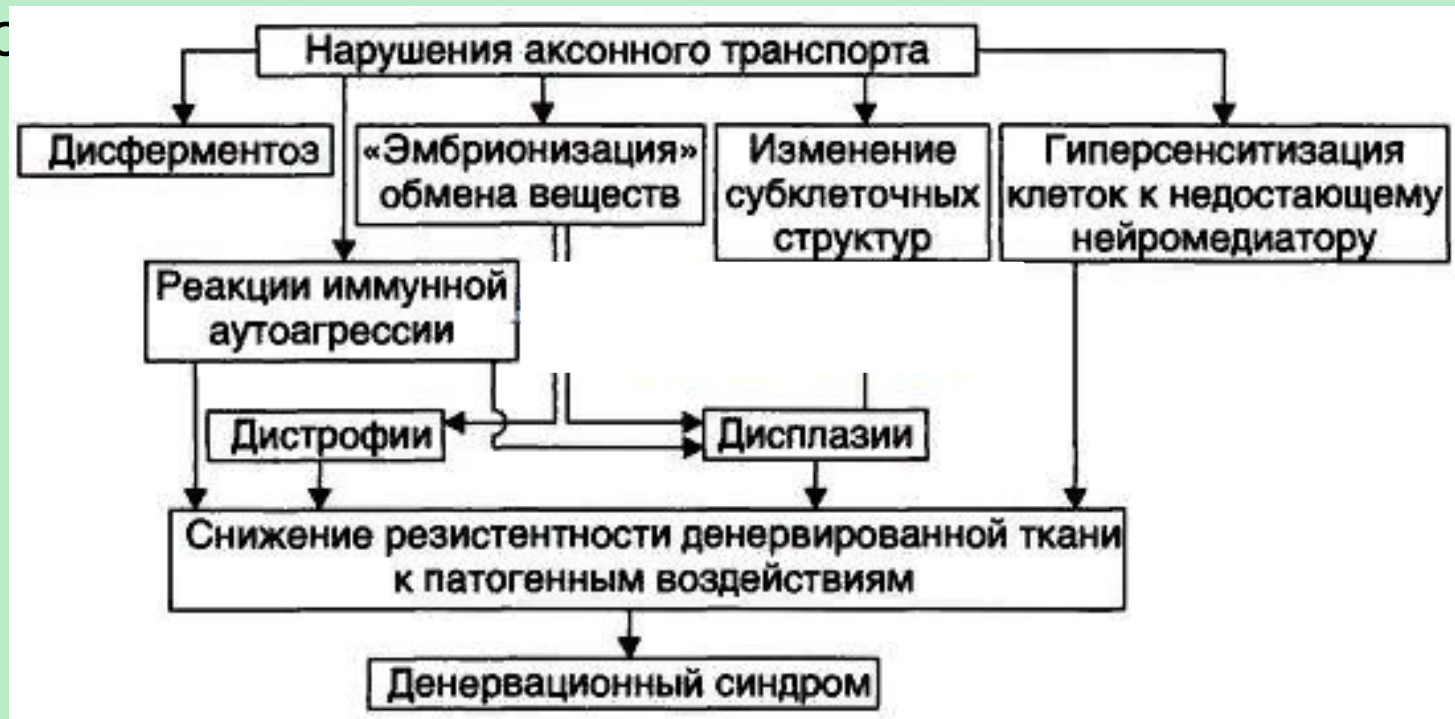 Нарушения аксонного транспорта
Дисферментоз
«Эмбрионизация»
обмена веществ
Изменение
субклеточных
структур
Гиперсенситизация
клеток к недостающему
нейромедиатору
Реакции иммунной
аутоагрессии
Дистрофии
Дисплазии
Снижение резистентности денервированной ткани
к патогенным воздействиям
Денервационный синдром